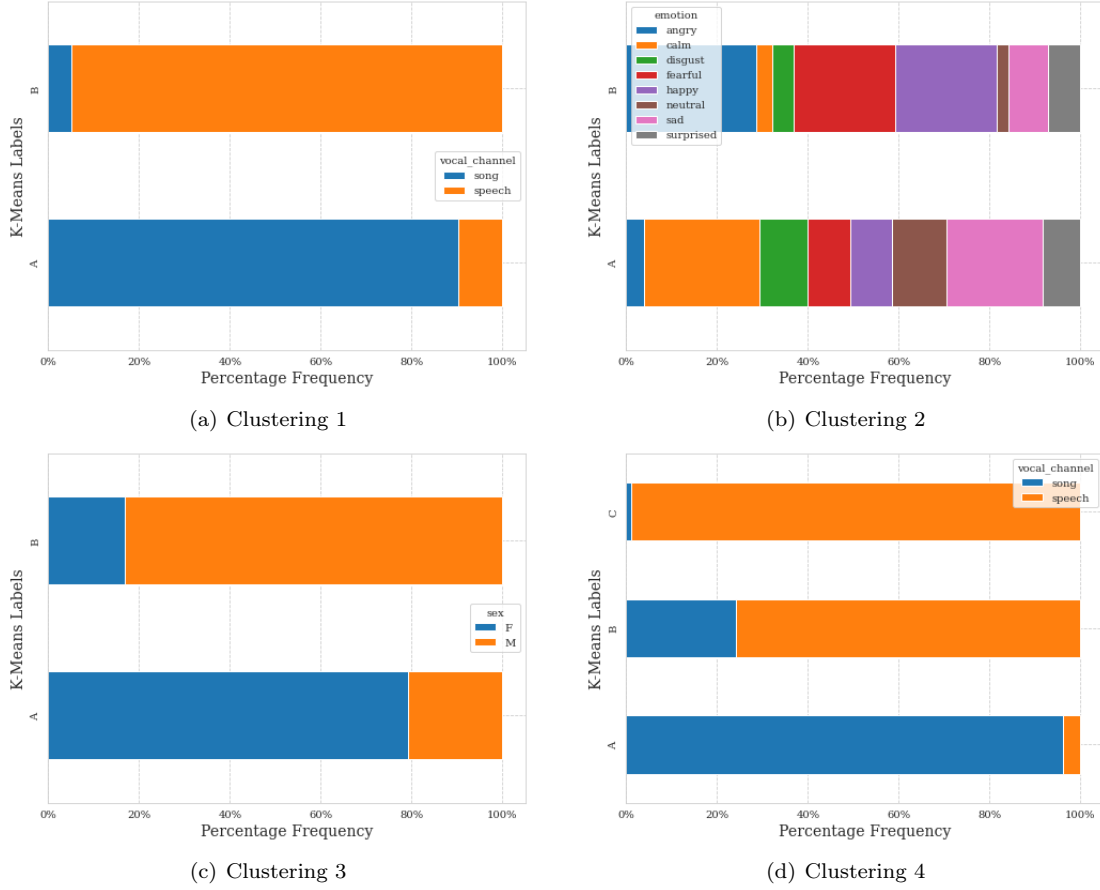 K-Means Labels
B
A
vocal_channel
song
speech
0%
20%
40%
60%
80%
100%
Percentage Frequency
(a) Clustering 1
K-Means Labels
B
A
emotion
angry
calm
disgust
fearful
happy
neutral
sad
surprised
0%
20%
40%
60%
80%
100%
Percentage Frequency
(b) Clustering 2
K-Means Labels
B
A
sex
F
M
0%
20%
40%
60%
80%
100%
Percentage Frequency
(c) Clustering 3
K-Means Labels
C
B
A
vocal_channel
song
speech
0%
20%
40%
60%
80%
100%
Percentage Frequency
(d) Clustering 4